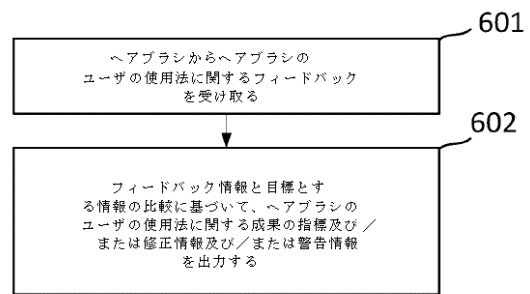 601
ヘアブラシからヘアブラシの
ユーザの使用法に関するフィードバック
を受け取る
602
フィードバック情報と目標とす
る情報の比較に基づいて、ヘアブラシの
ユーザの使用法に関する成果の指標及び／
または修正情報及び／または警告情報
を出力する